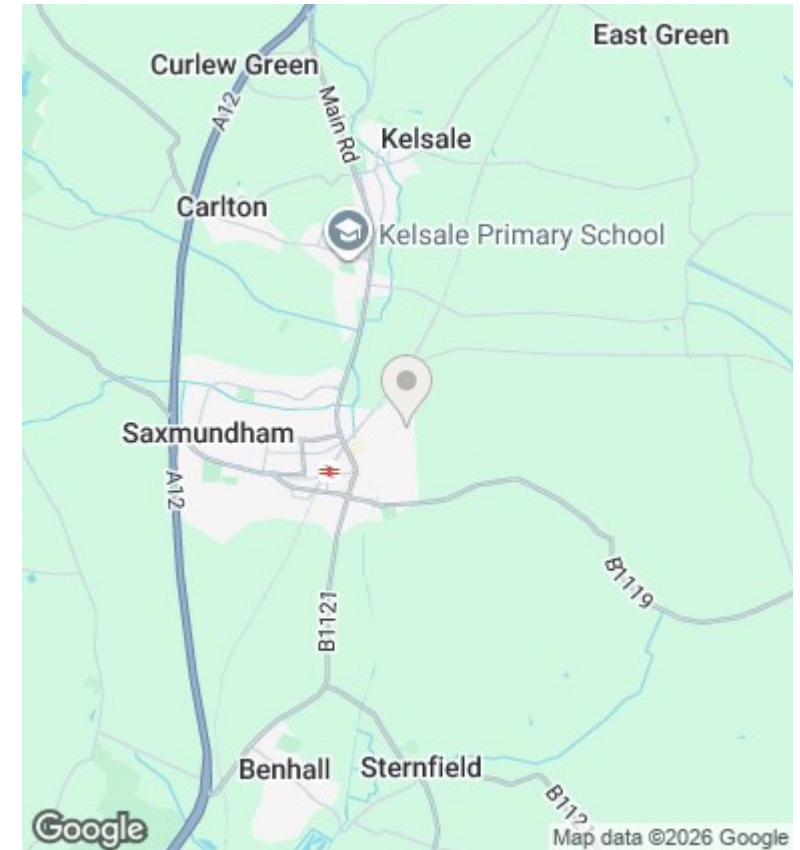 East Green
Curlew Green
A12
Main Rd
Kelsale
Carlton
Kelsale Primary School
Saxmundham
A12
B1119
B1121
Benhall
Sternfield
B1121
Google
Map data ©2026 Google